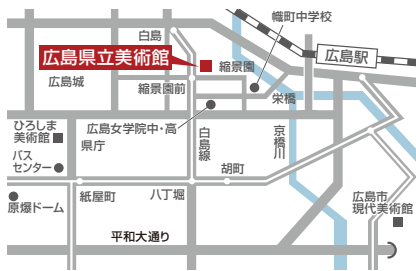 白島
幟町中学校
広島県立美術館
広島駅
縮景園
広島城
縮景園前
栄橋
ひろしま
美術館
広島女学院中・高
県庁
白島線
京橋川
バス
センター
胡町
紙屋町
八丁堀
広島市
現代美術館
原爆ドーム
平和大通り